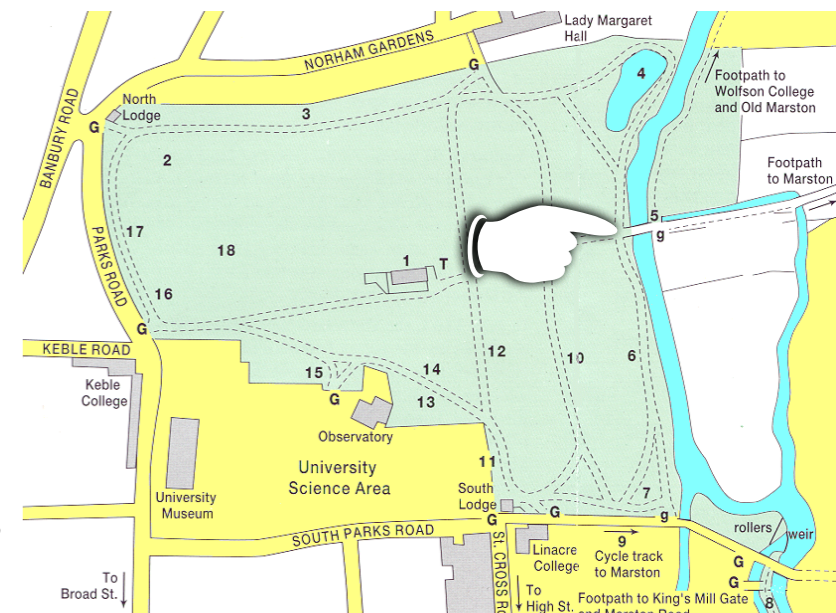 Lady Margaret
Hall
NORHAM GARDENS
G
4
Footpath to
Wolfson College
and Old Marston
North
Lodge
3
G
BANBURY ROAD
2
Footpath
to Marston
5
g
17
18
1
T
PARKS ROAD
16
G
KEBLE ROAD
12
10
6
15
14
Keble
College
G
13
Observatory
University
Science Area
11
University
Museum
South
Lodge
7
G
G
g
rollers
weir
SOUTH PARKS ROAD
9
Cycle track
to Marston
Linacre
College
ST. CROSS
G
To
Broad St.
To
High St.
G
Footpath to King's Mill Gate
8